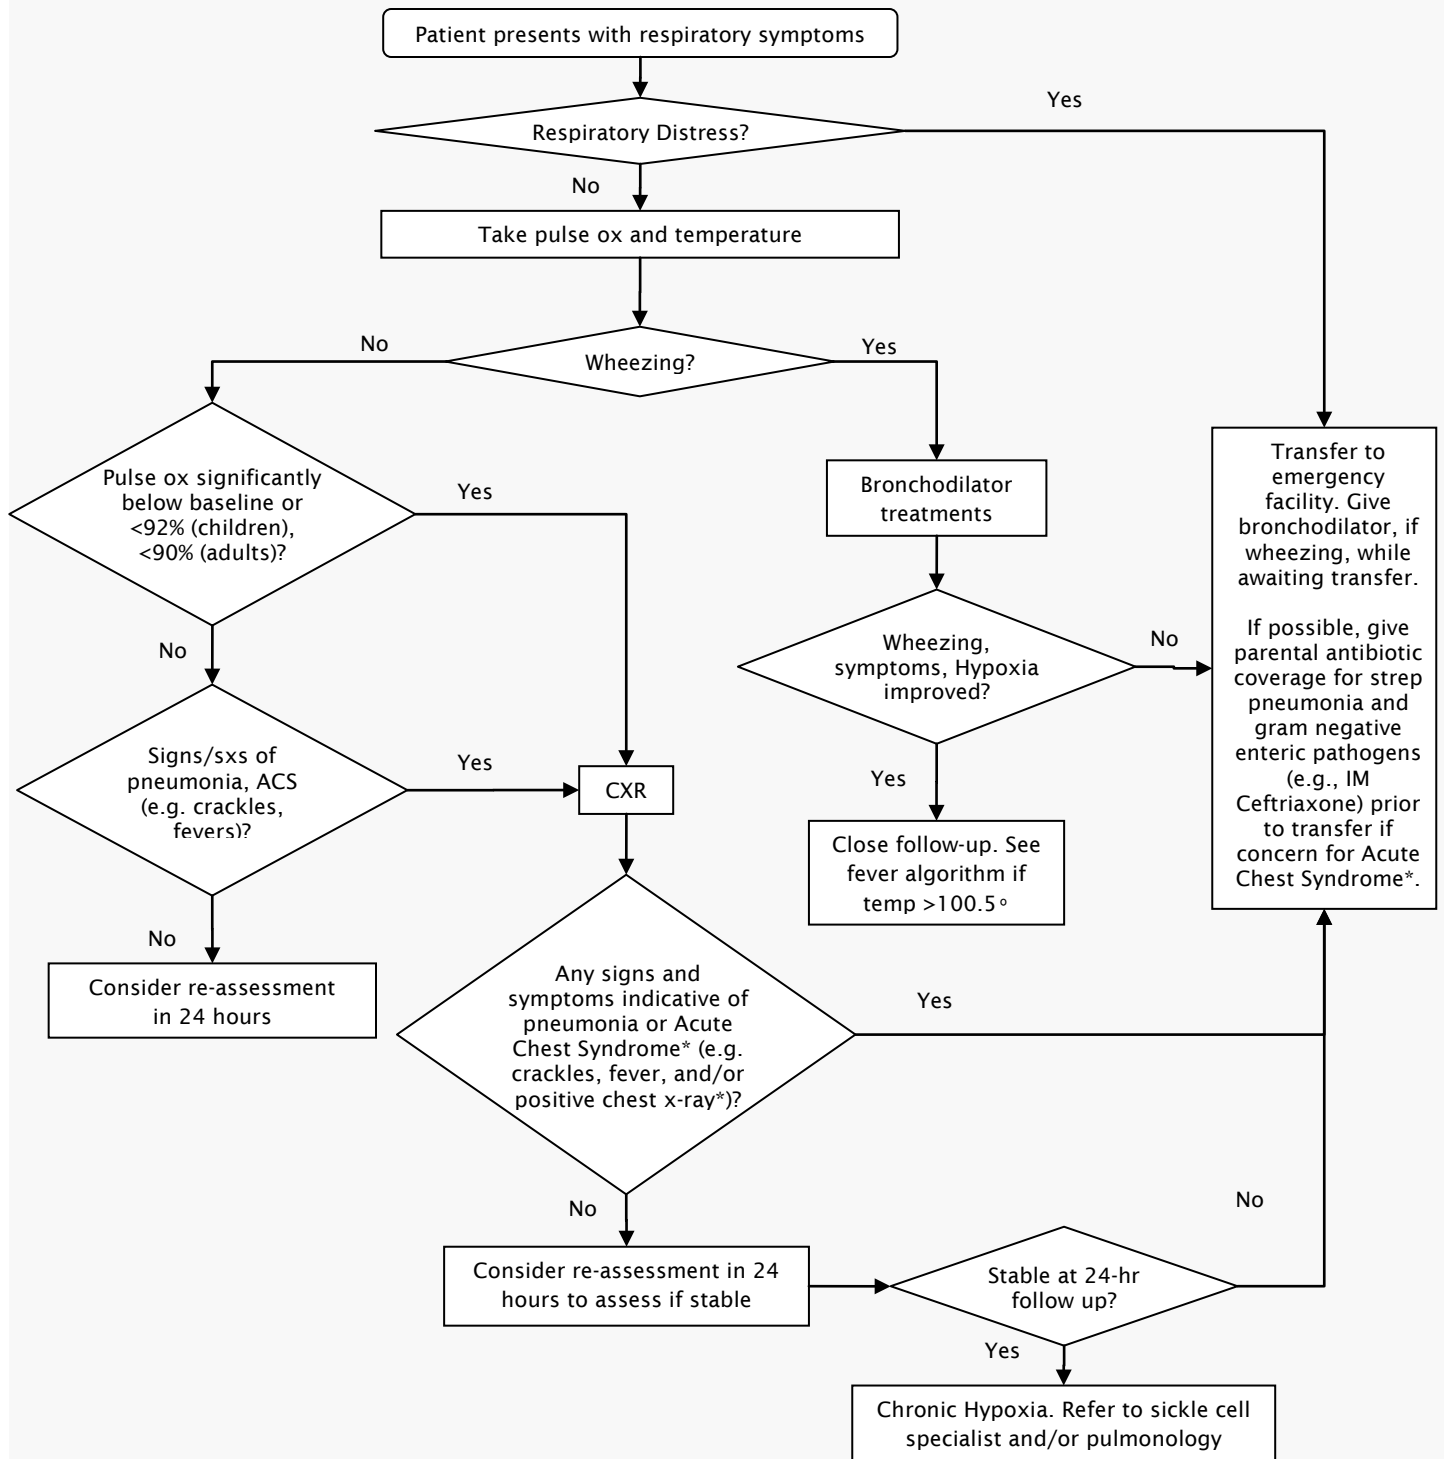 Patient presents with respiratory symptoms
Yes
Respiratory Distress?
No
Take pulse ox and temperature
No
Wheezing?
Yes
Pulse ox significantly
below baseline or
<92% (children),
<90% (adults)?
Yes
No
Bronchodilator
treatments
Wheezing,
symptoms, Hypoxia
improved?
No
Yes
Close follow-up. See
fever algorithm if
temp >100.5°
Transfer to
emergency
facility. Give
bronchodilator, if
wheezing, while
awaiting transfer.
If possible, give
parental antibiotic
coverage for strep
pneumonia and
gram negative
enteric pathogens
(e.g., IM
Ceftriaxone) prior
to transfer if
concern for Acute
Chest Syndrome*.
Signs/sxs of
pneumonia, ACS
(e.g. crackles,
fevers)?
Yes
CXR
No
Consider re-assessment
in 24 hours
Any signs and
symptoms indicative of
pneumonia or Acute
Chest Syndrome* (e.g.
crackles, fever, and/or
positive chest x-ray*)?
Yes
No
Consider re-assessment in 24
hours to assess if stable
Stable at 24-hr
follow up?
No
Yes
Chronic Hypoxia. Refer to sickle cell
specialist and/or pulmonology